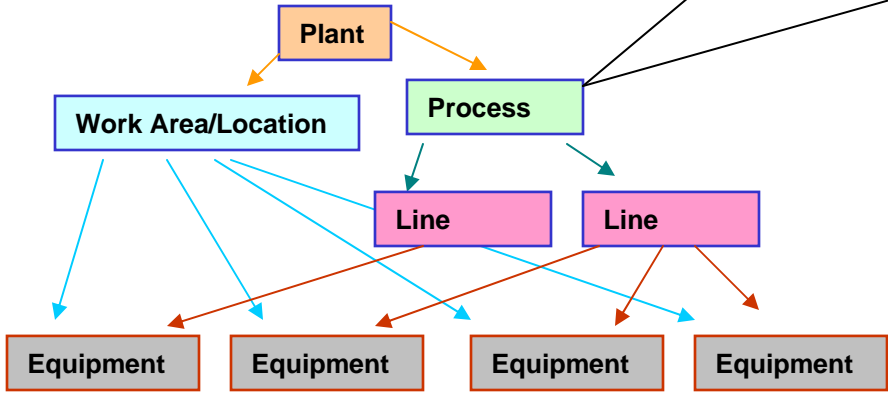 Plant
Process
Work Area/Location
Line
Line
Equipment
Equipment
Equipment
Equipment